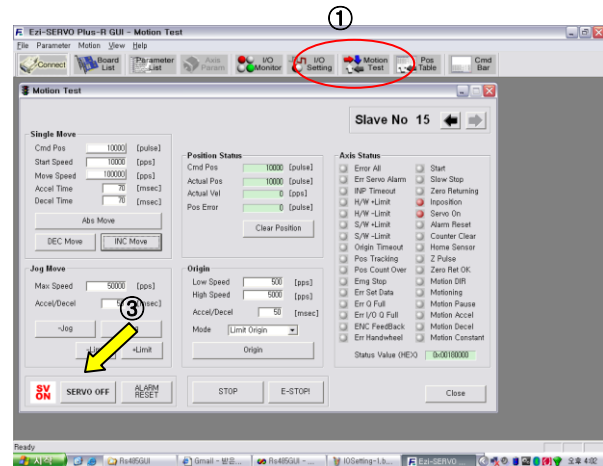 ①
Ezi-SERVO Plus-R GUI - Motion Test
File Parameter Motion View Help
Connect Board List Parameter List Axis Param I/O Monitor I/O Setting Motion Test Pos Table Cmd Bar
Motion Test
Slave No 15
Single Move
Cmd Pos 10000 [pulse]
Start Speed 10000 [pps]
Move Speed 100000 [pps]
Accel Time 70 [msec]
Decel Time 70 [msec]
Abs Move
DEC Move INC Move
Position Status
Cmd Pos 10000 [pulse]
Actual Pos 10000 [pulse]
Actual Vel 0 [pps]
Pos Error 0 [pulse]
Clear Position
Axis Status
Error All Start
Err Servo Alarm Slow Stop
INP Timeout Zero Returning
H/W +Limit Inposition
H/W -Limit Servo On
S/W +Limit Alarm Reset
S/W -Limit Counter Clear
Origin Timeout Home Sensor
Pos Tracking Z Pulse
Pos Count Over Zero Ret OK
Emg Stop Motion DIR
Err Set Data Motioning
Err Q Full Motion Pause
Err I/O Q Full Motion Accel
ENC FeedBack Motion Decel
Err Handwheel Motion Constant
Status Value (HEX) 0x00180000
Jog Move
Max Speed 50000 [pps]
Accel/Decel [msec]
③
-Jog
+Limit
Origin
Low Speed 500 [pps]
High Speed 5000 [pps]
Accel/Decel 50 [msec]
Mode Limit Origin
Origin
SV ON SERVO OFF ALARM RESET STOP E-STOP! Close
Ready
Rs485GUI Gmail - 받은... Rs485GUI - ... IOSetting-1.b... Ezi-SERVO ... 오후 4:02